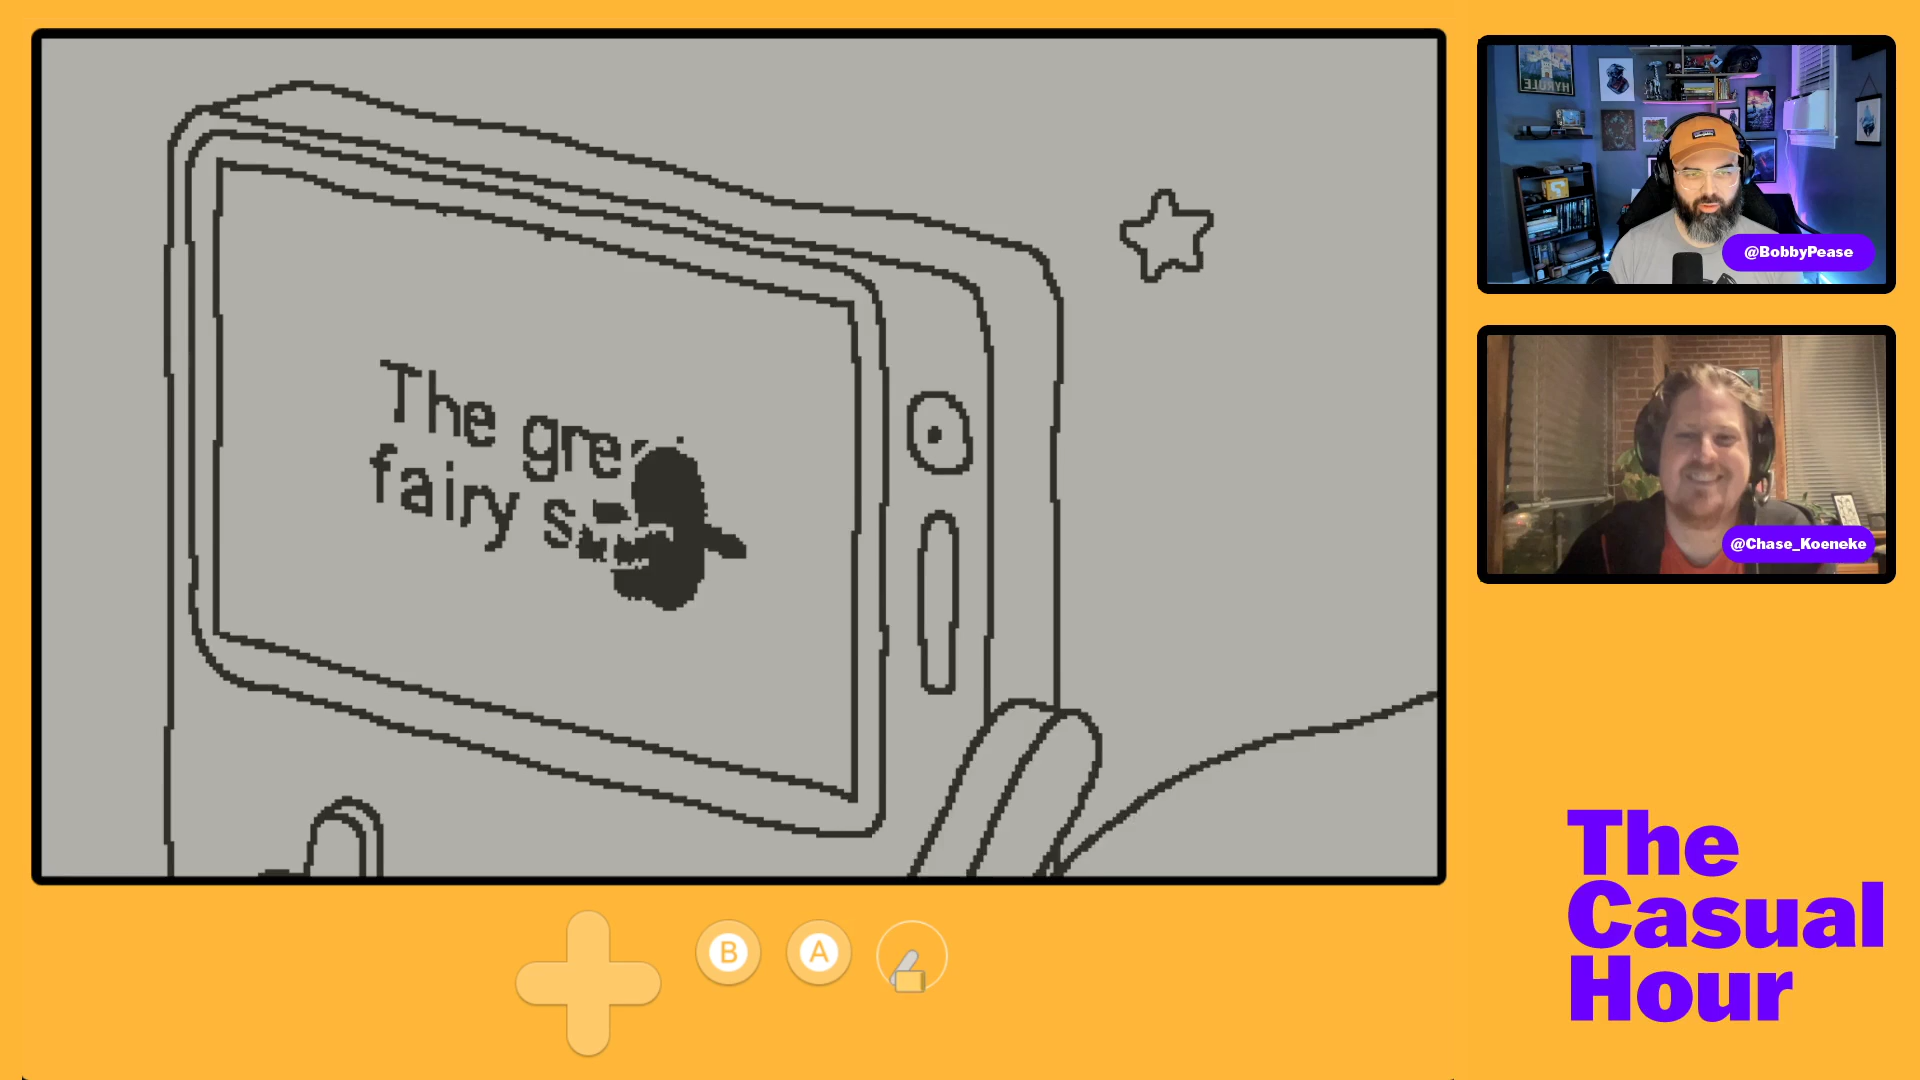 The gre
fairy s
B
A
@BobbyPease
@Chase_Koeneke
The
Casual
Hour